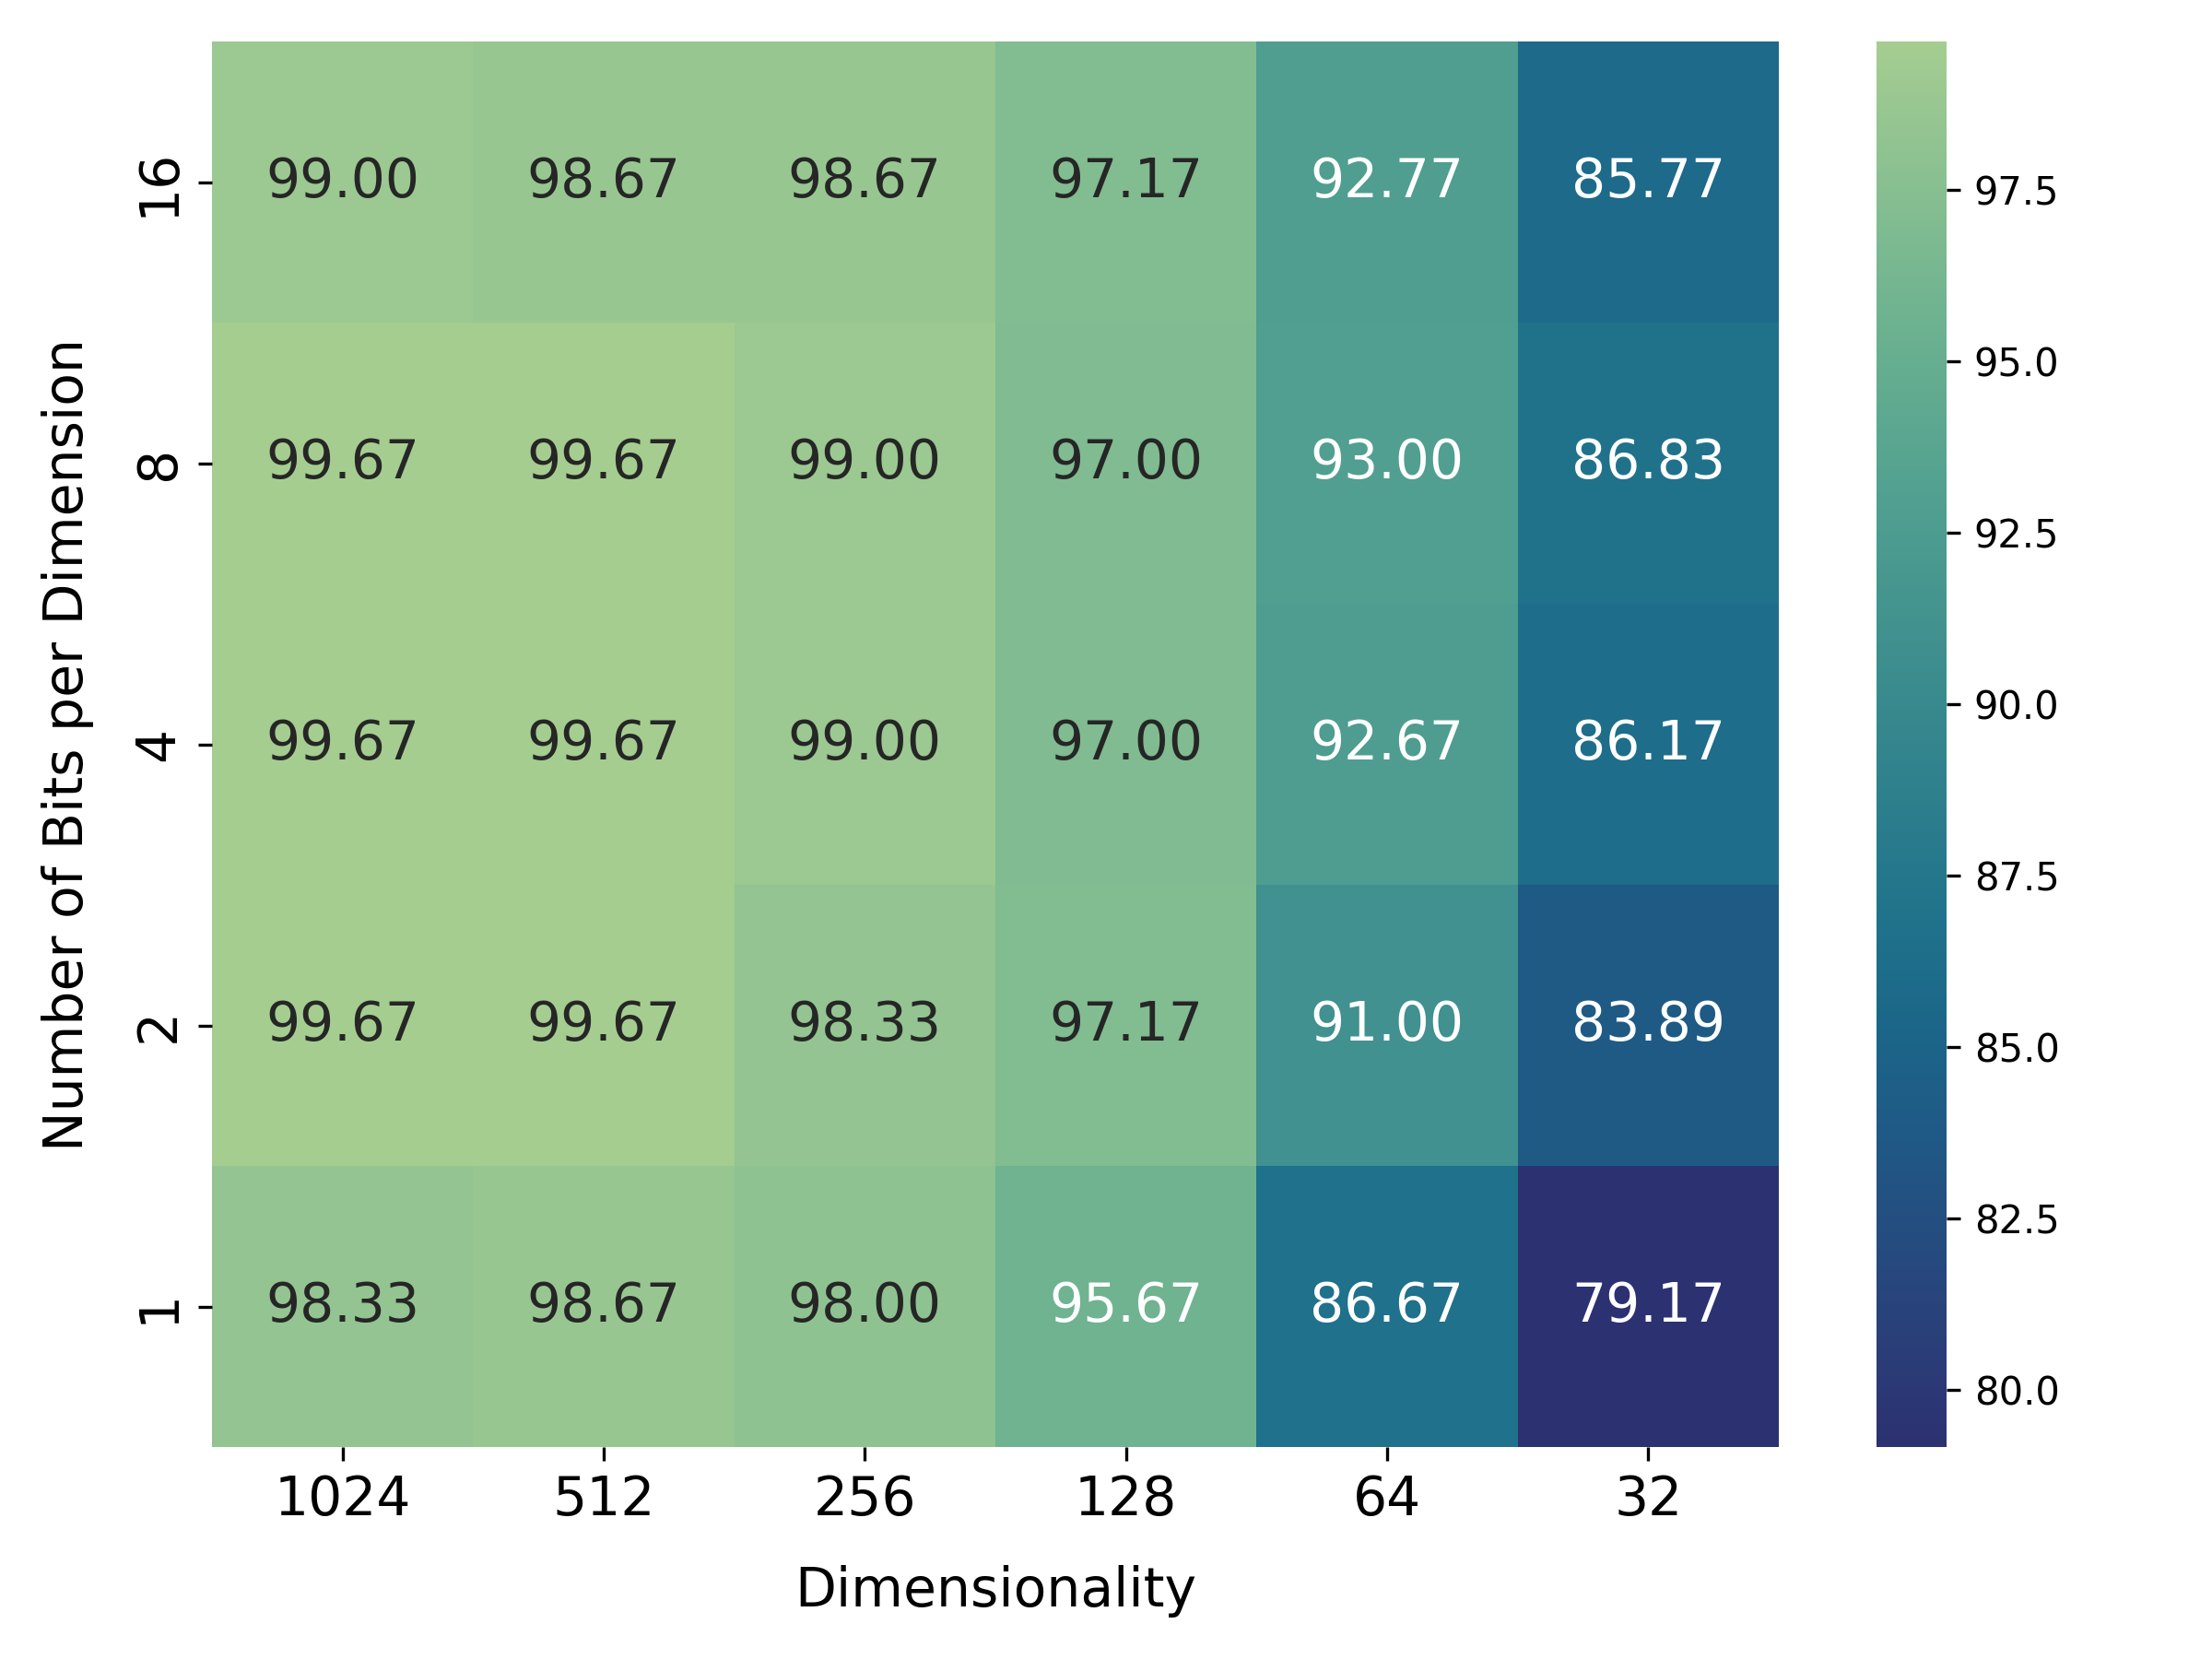 Number of Bits per Dimension
16 99.00 98.67 98.67 97.17 92.77 85.77
8 99.67 99.67 99.00 97.00 93.00 86.83
4 99.67 99.67 99.00 97.00 92.67 86.17
2 99.67 99.67 98.33 97.17 91.00 83.89
1 98.33 98.67 98.00 95.67 86.67 79.17
1024 512 256 128 64 32
Dimensionality
97.5
95.0
92.5
90.0
87.5
85.0
82.5
80.0